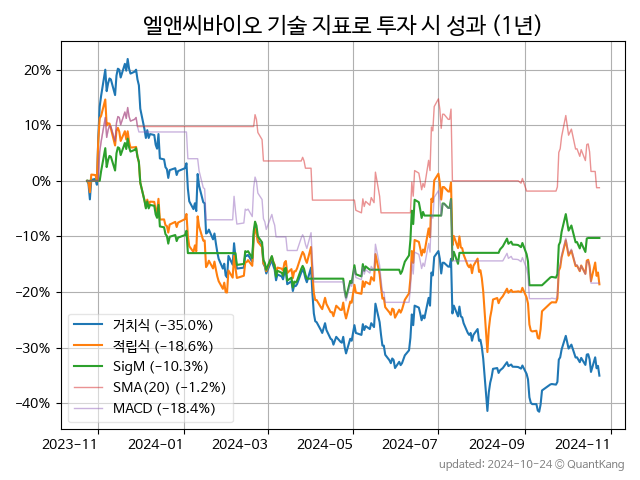 엘앤씨바이오 기술 지표로 투자 시 성과 (1년)
20%
10%
0%
−10%
−20%
−30%
−40%
거치식 (−35.0%)
적립식 (−18.6%)
SigM (−10.3%)
SMA(20) (−1.2%)
MACD (−18.4%)
2023−11 2024−01 2024−03 2024−05 2024−07 2024−09 2024−11
updated: 2024-10-24 ⓒ QuantKang